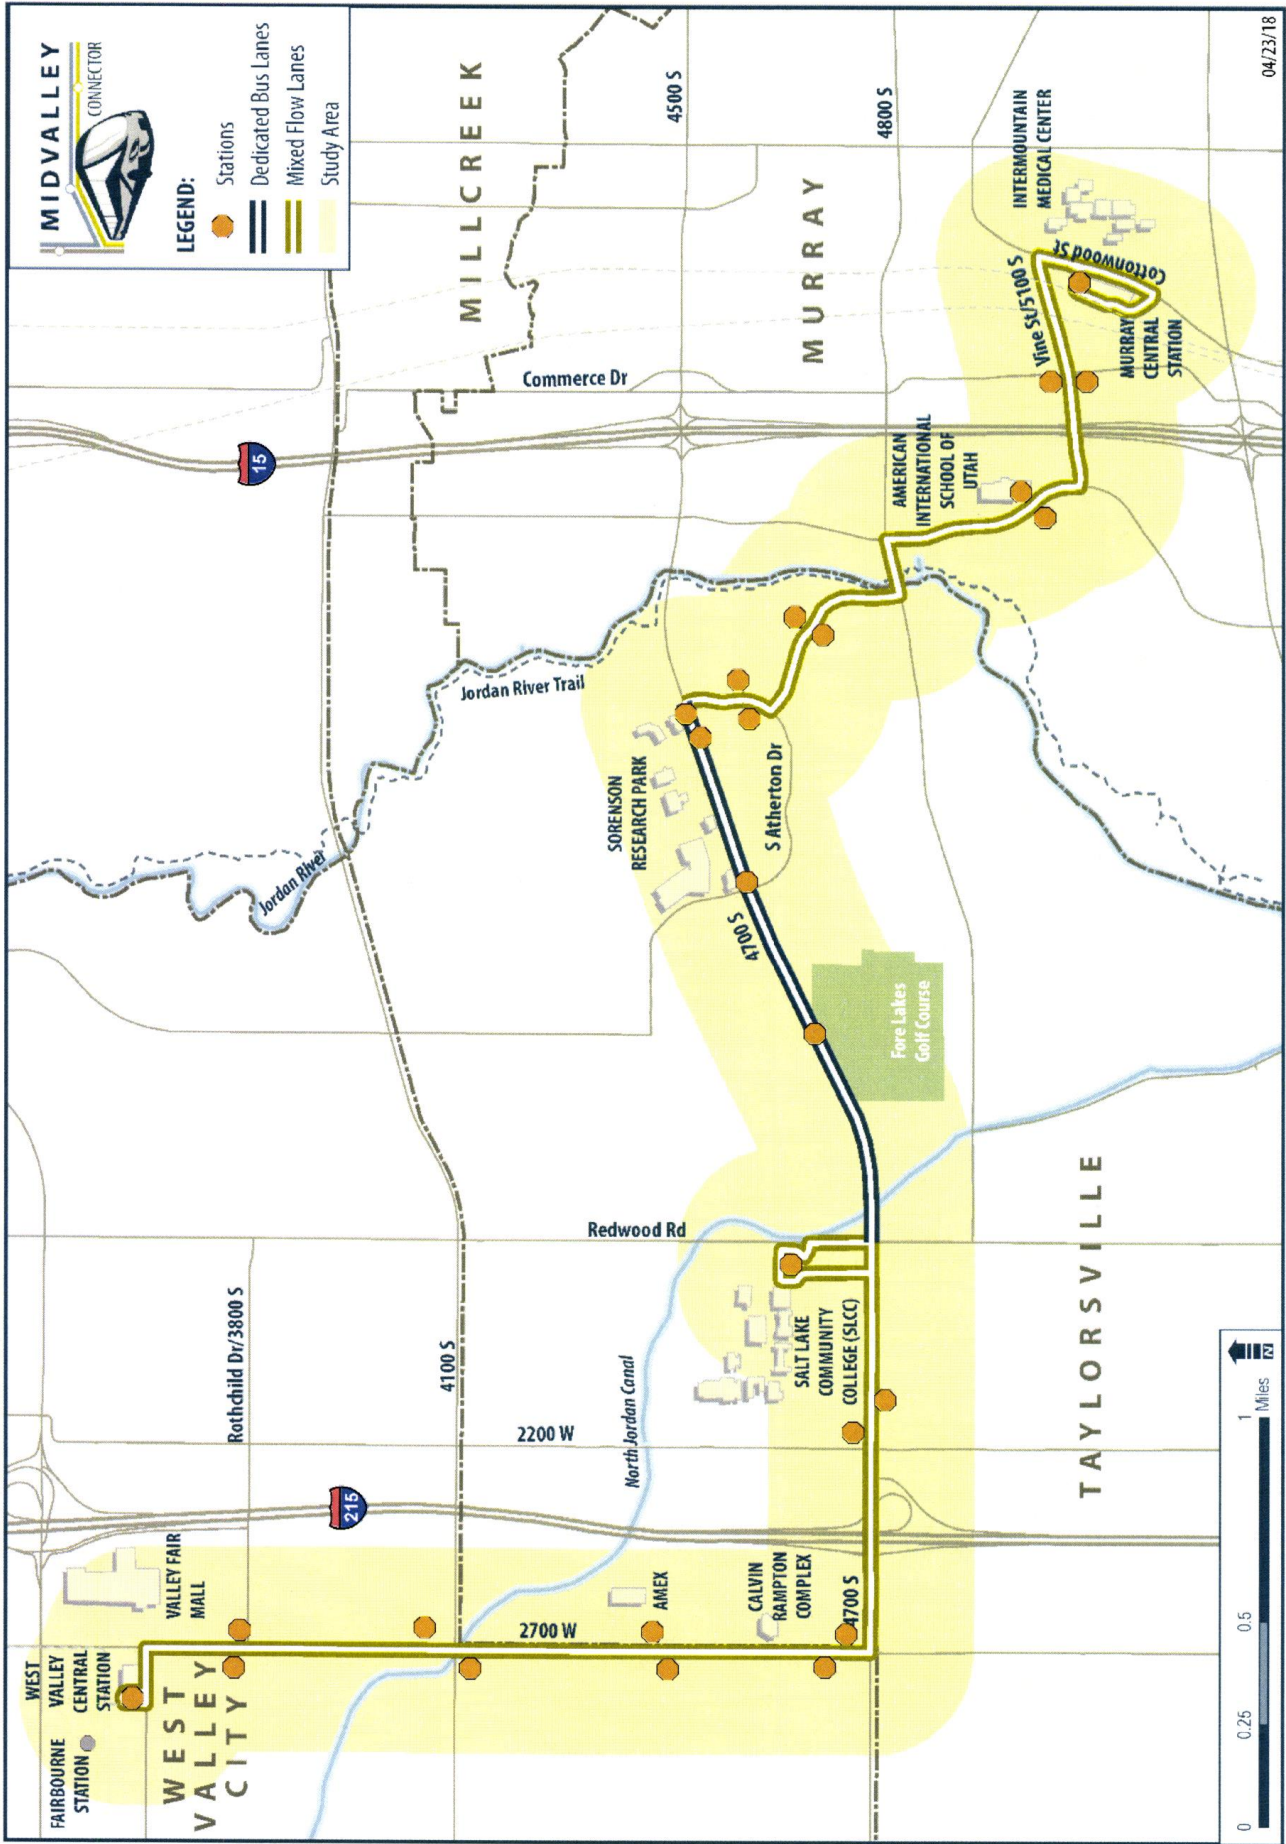 MIDVALLEY
CONNECTOR
LEGEND:
Stations
Dedicated Bus Lanes
Mixed Flow Lanes
Study Area
FAIRBOURNE
STATION
WEST
VALLEY
CENTRAL
STATION
WEST
VALLEY
CITY
VALLEY FAIR
MALL
215
Rothchild Dr/3800 S
4100 S
2200 W
2700 W
North Jordan Canal
AMEX
CALVIN
RAMPTON
COMPLEX
4700 S
SALT LAKE
COMMUNITY
COLLEGE (SLCC)
Redwood Rd
TAYLORSVILLE
Fore Lakes
Golf Course
4700 S
S Atherton Dr
SORENSON
RESEARCH PARK
Jordan River
Jordan River Trail
15
Commerce Dr
MILLCREEK
4500 S
MURRAY
4800 S
AMERICAN
INTERNATIONAL
SCHOOL OF
UTAH
Vine St/5100 S
Cottonwood St
MURRAY
CENTRAL
STATION
INTERMOUNTAIN
MEDICAL CENTER
0 0.25 0.5 1
Miles
N
04/23/18